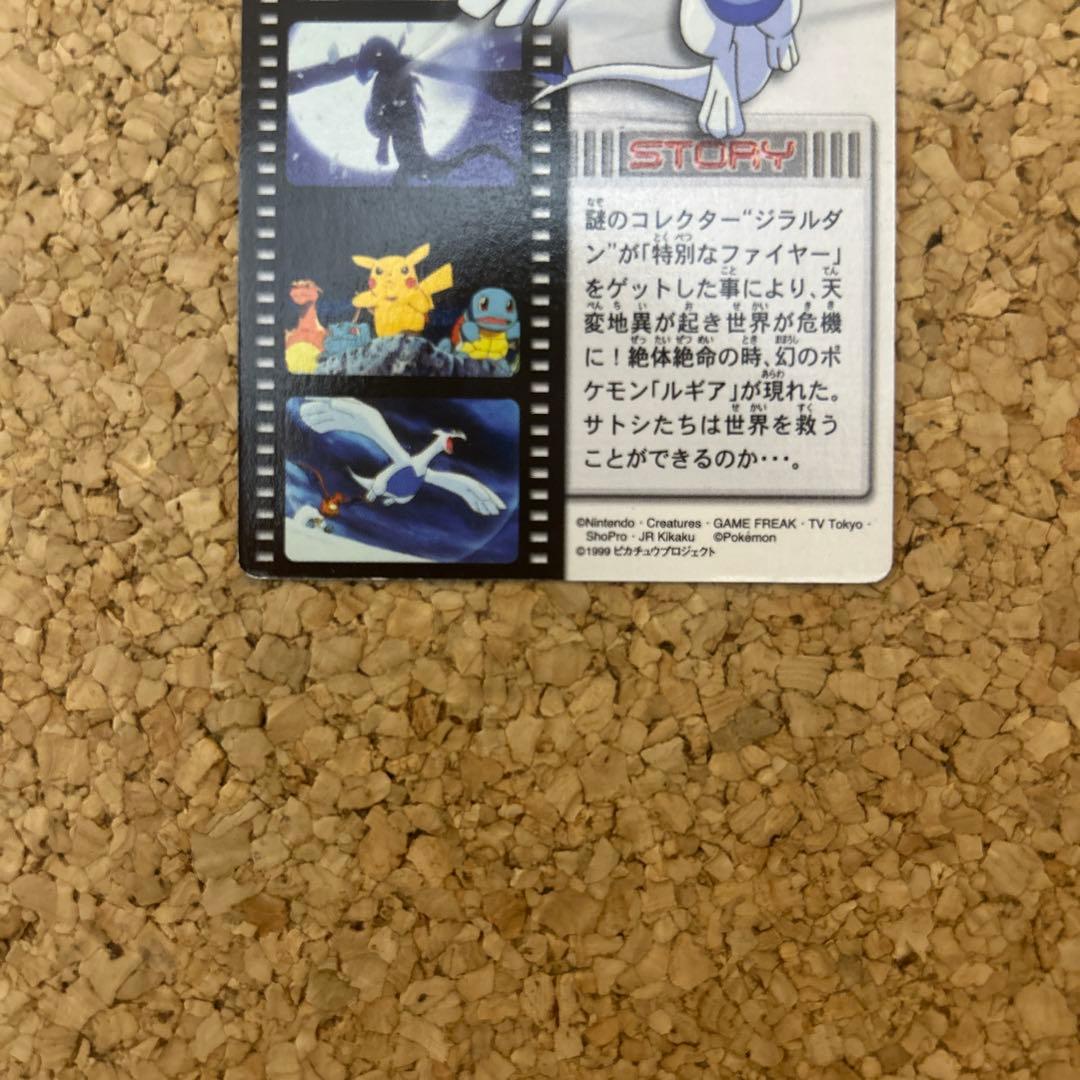 STORY
謎のコレクター“ジラルダ
ン”が「特別なファイヤー」
をゲットした事により、天
変地異が起き世界が危機
に！絶体絶命の時、幻のポ
ケモン「ルギア」が現れた。
サトシたちは世界を救う
ことができるのか…。
©Nintendo・Creatures・GAME FREAK・TV Tokyo・
ShoPro・JR Kikaku ©Pokémon
©1999 ピカチュウプロジェクト